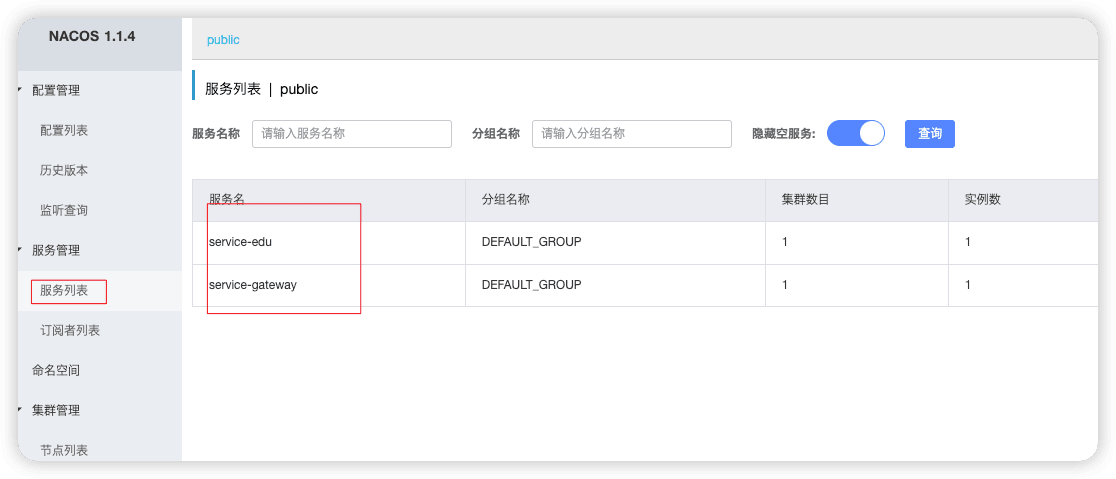 NACOS 1.1.4
配置管理
配置列表
历史版本
监听查询
服务管理
服务列表
订阅者列表
命名空间
集群管理
节点列表
public
服务列表 | public
服务名称 请输入服务名称 分组名称 请输入分组名称 隐藏空服务: 查询
服务名 分组名称 集群数目 实例数
service-edu DEFAULT_GROUP 1 1
service-gateway DEFAULT_GROUP 1 1